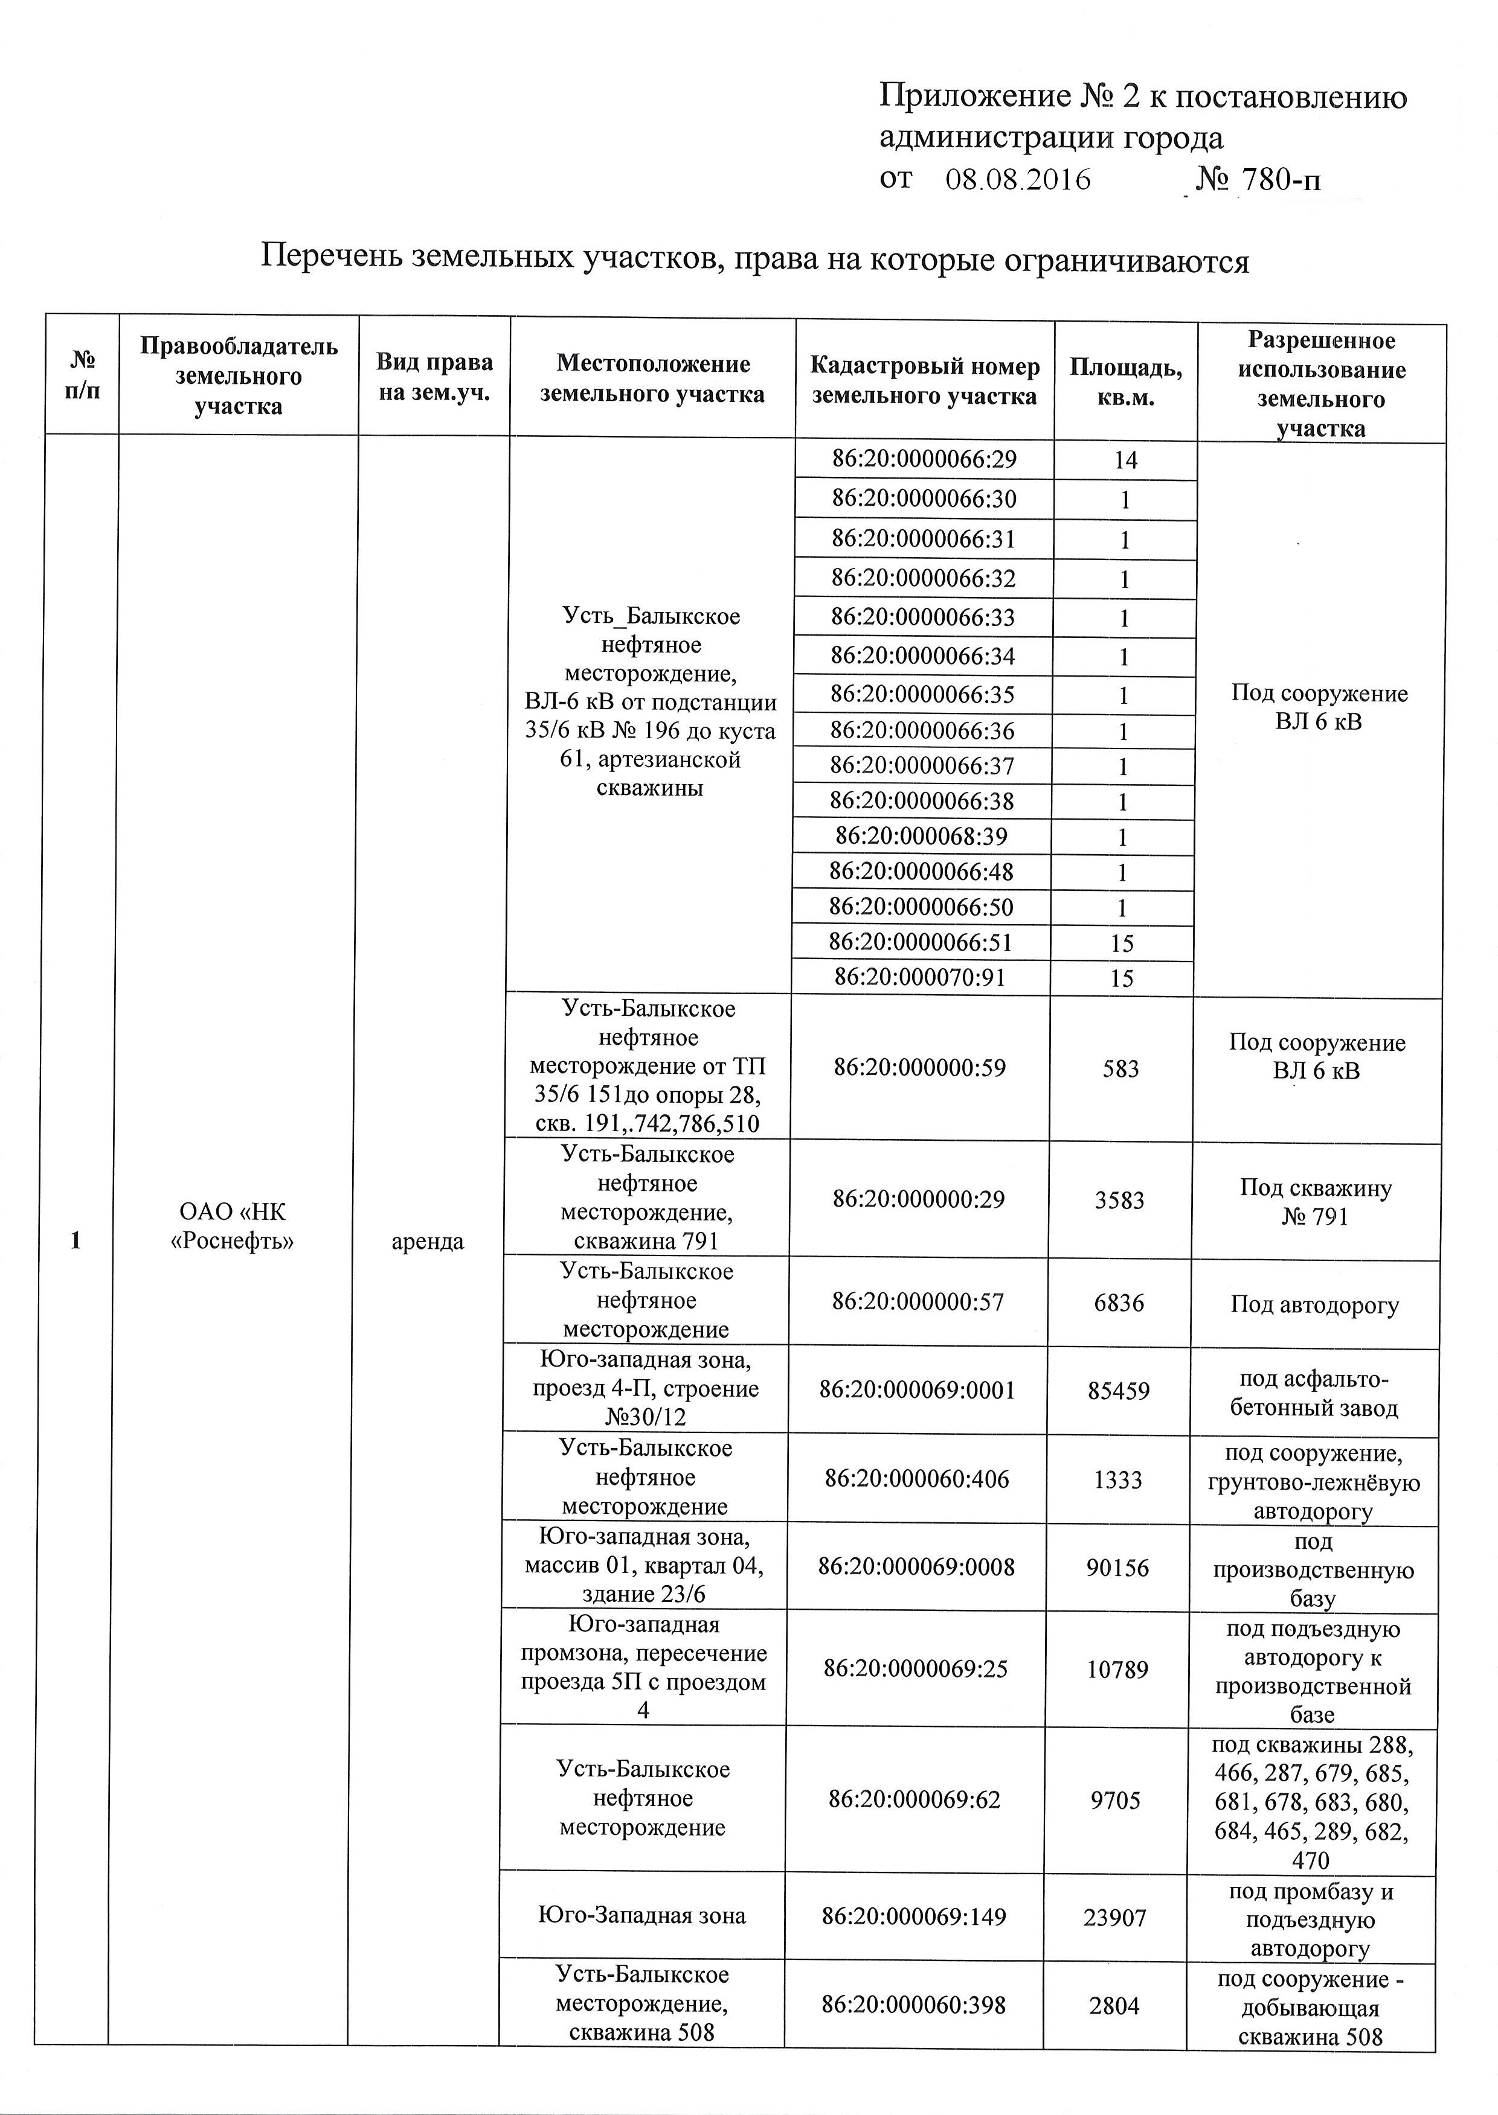 Приложение № 2 к постановлению
администрации города
от 08.08.2016 № 780-п
Перечень земельных участков, права на которые ограничиваются
№
п/п
Правообладатель
земельного
участка
Вид права
на зем.уч.
Местоположение
земельного участка
Кадастровый номер
земельного участка
Площадь,
кв.м.
Разрешенное
использование
земельного
участка
1
ОАО «НК
«Роснефть»
аренда
Усть_Балыкское
нефтяное
месторождение,
ВЛ-6 кВ от подстанции
35/6 кВ № 196 до куста
61, артезианской
скважины
86:20:0000066:29 14
86:20:0000066:30 1
86:20:0000066:31 1
86:20:0000066:32 1
86:20:0000066:33 1
86:20:0000066:34 1
86:20:0000066:35 1
86:20:0000066:36 1
86:20:0000066:37 1
86:20:0000066:38 1
86:20:000068:39 1
86:20:0000066:48 1
86:20:0000066:50 1
86:20:0000066:51 15
86:20:000070:91 15
Под сооружение
ВЛ 6 кВ
Усть-Балыкское
нефтяное
месторождение от ТП
35/6 151до опоры 28,
скв. 191,.742,786,510
86:20:000000:59
583
Под сооружение
ВЛ 6 кВ
Усть-Балыкское
нефтяное
месторождение,
скважина 791
86:20:000000:29
3583
Под скважину
№ 791
Усть-Балыкское
нефтяное
месторождение
86:20:000000:57
6836
Под автодорогу
Юго-западная зона,
проезд 4-П, строение
№30/12
86:20:000069:0001
85459
под асфальто-
бетонный завод
Усть-Балыкское
нефтяное
месторождение
86:20:000060:406
1333
под сооружение,
грунтово-лежнёвую
автодорогу
Юго-западная зона,
массив 01, квартал 04,
здание 23/6
86:20:000069:0008
90156
под
производственную
базу
Юго-западная
промзона, пересечение
проезда 5П с проездом
4
86:20:0000069:25
10789
под подъездную
автодорогу к
производственной
базе
Усть-Балыкское
нефтяное
месторождение
86:20:000069:62
9705
под скважины 288,
466, 287, 679, 685,
681, 678, 683, 680,
684, 465, 289, 682,
470
Юго-Западная зона
86:20:000069:149
23907
под промбазу и
подъездную
автодорогу
Усть-Балыкское
месторождение,
скважина 508
86:20:000060:398
2804
под сооружение -
добывающая
скважина 508